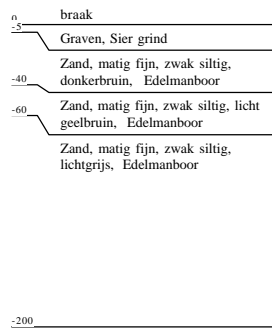 0 braak
-5
Graven, Sier grind
Zand, matig fijn, zwak siltig,
-40 donkerbruin, Edelmanboor
Zand, matig fijn, zwak siltig, licht
-60 geelbruin, Edelmanboor
Zand, matig fijn, zwak siltig,
lichtgrijs, Edelmanboor
-200